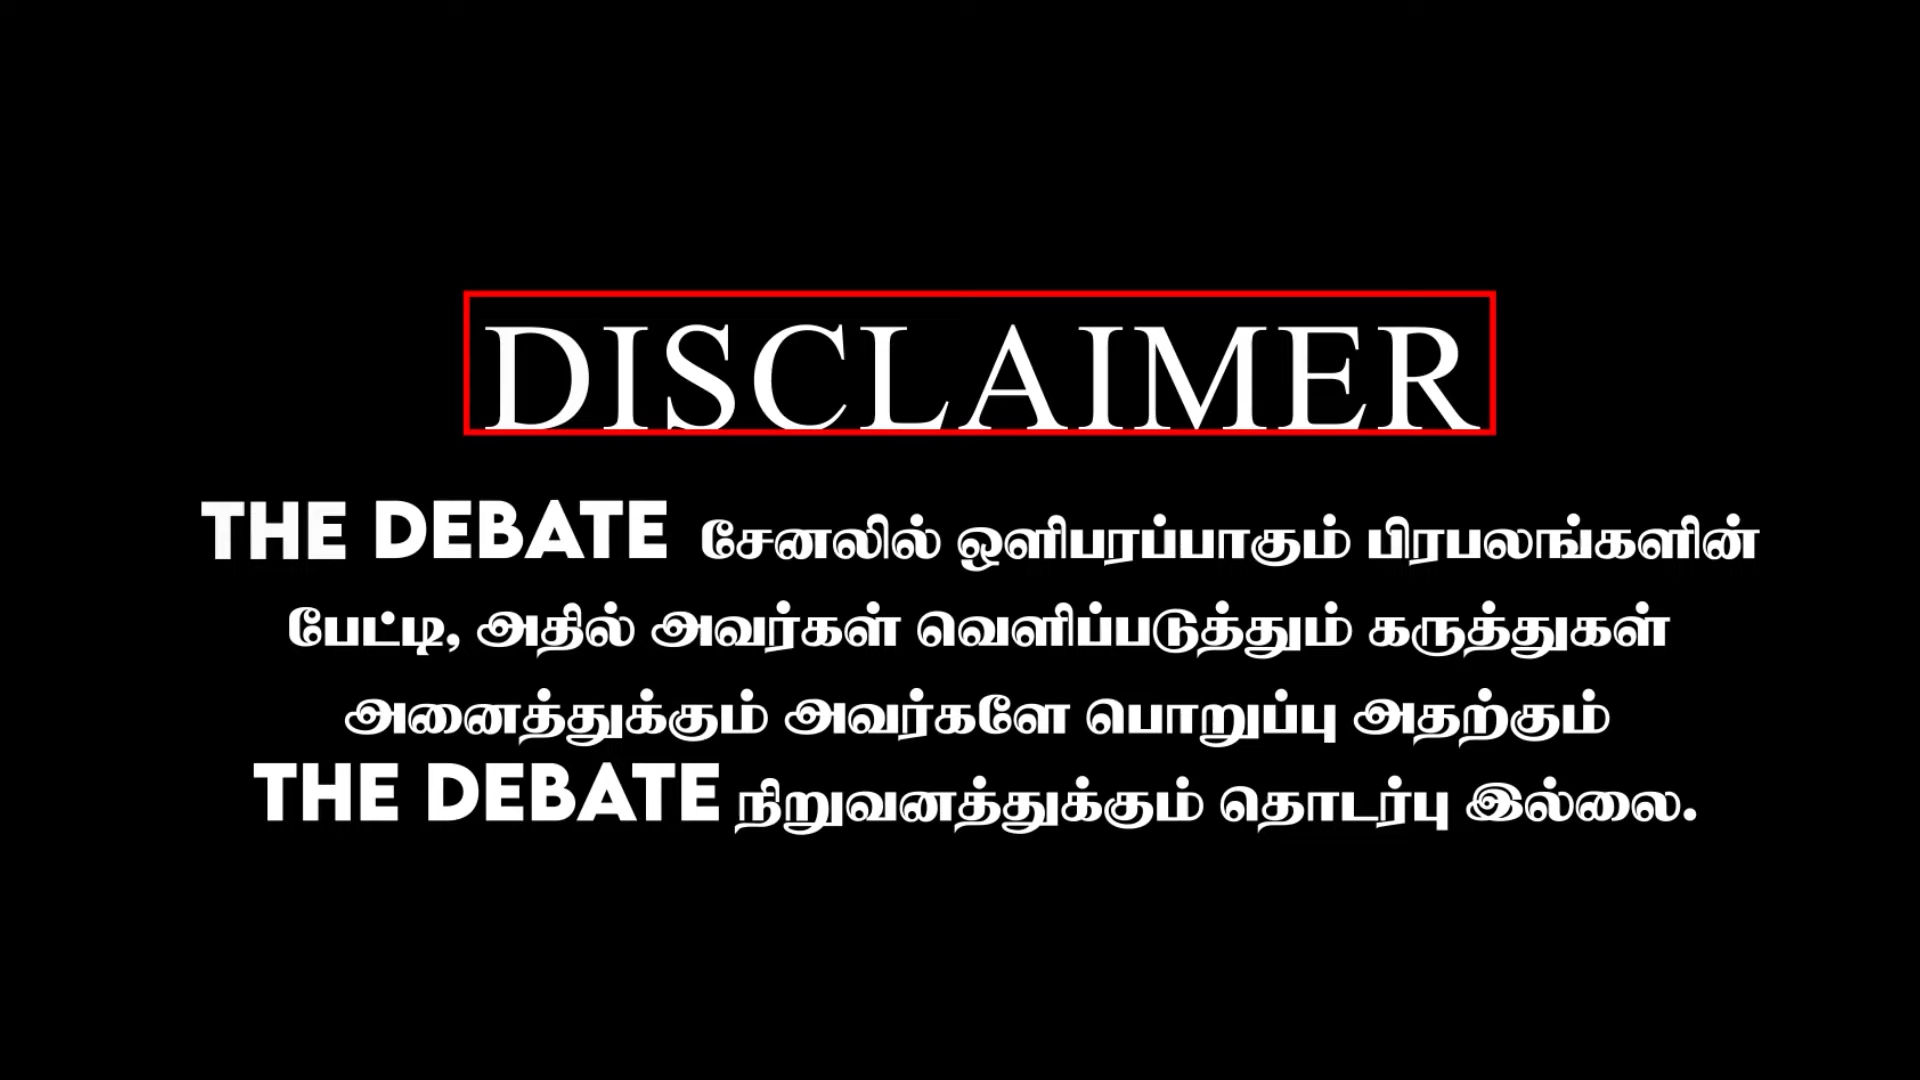 DISCLAIMER
THE DEBATE சேனலில் ஒளிபரப்பாகும் பிரபலங்களின்
பேட்டி, அதில் அவர்கள் வெளிப்படுத்தும் கருத்துகள்
அனைத்துக்கும் அவர்களே பொறுப்பு அதற்கும்
THE DEBATE நிறுவனத்துக்கும் தொடர்பு இல்லை.